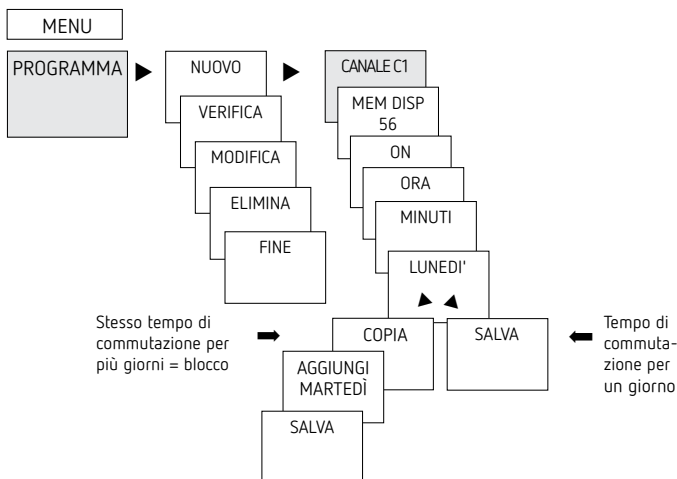 MENU
PROGRAMMA
NUOVO
VERIFICA
MODIFICA
ELIMINA
FINE
CANALE C1
MEM DISP
56
ON
ORA
MINUTI
LUNEDI'
COPIA
SALVA
AGGIUNGI
MARTEDÌ
SALVA
Stesso tempo di
commutazione per
più giorni = blocco
Tempo di
commuta-
zione per
un giorno